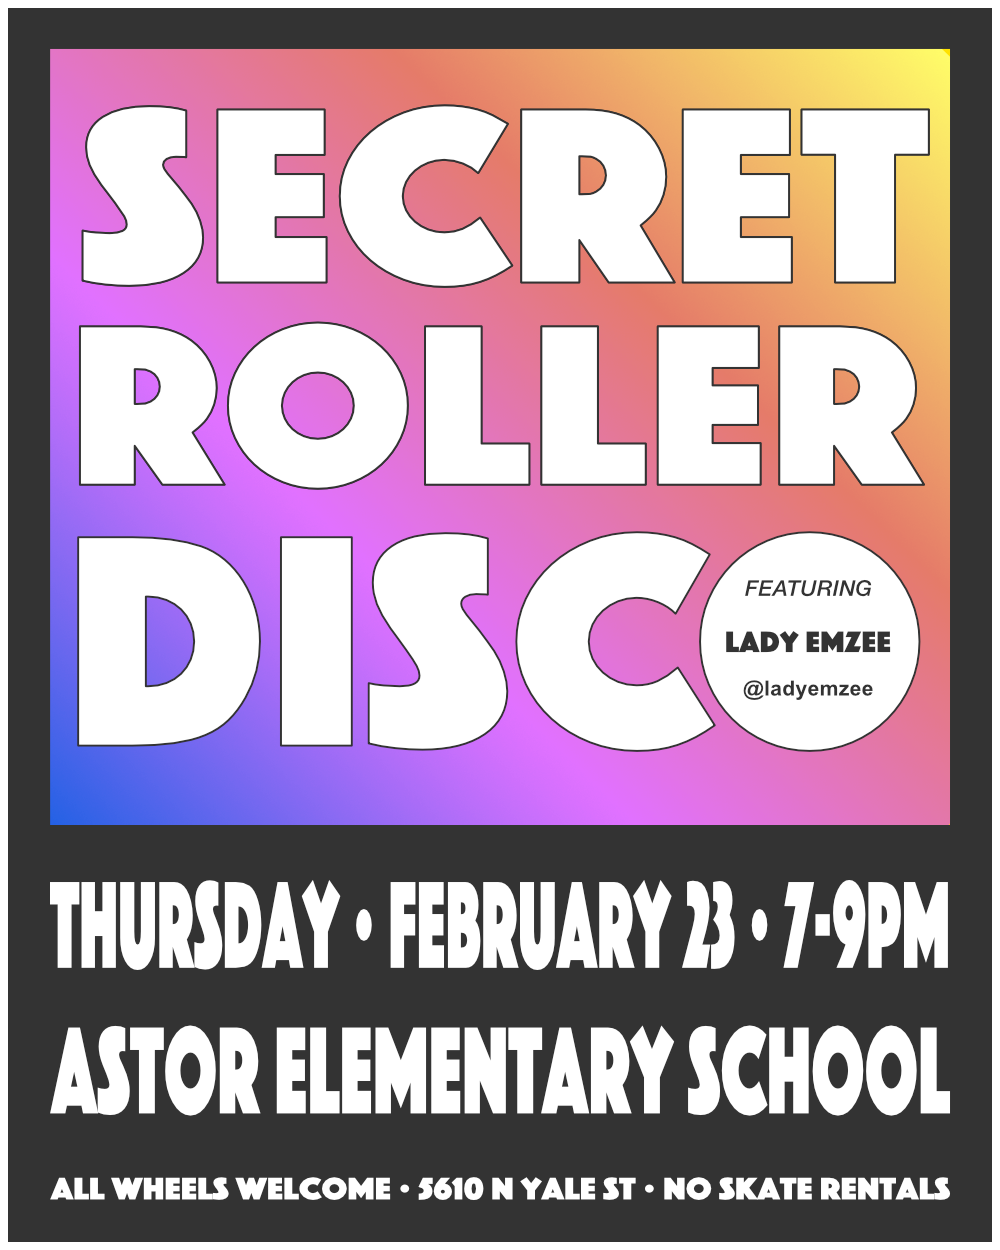 SECRET
ROLLER
DISCO
FEATURING
LADY EMZEE
@ladyemzee
THURSDAY • FEBRUARY 23 • 7-9PM
ASTOR ELEMENTARY SCHOOL
ALL WHEELS WELCOME • 5610 N YALE ST • NO SKATE RENTALS